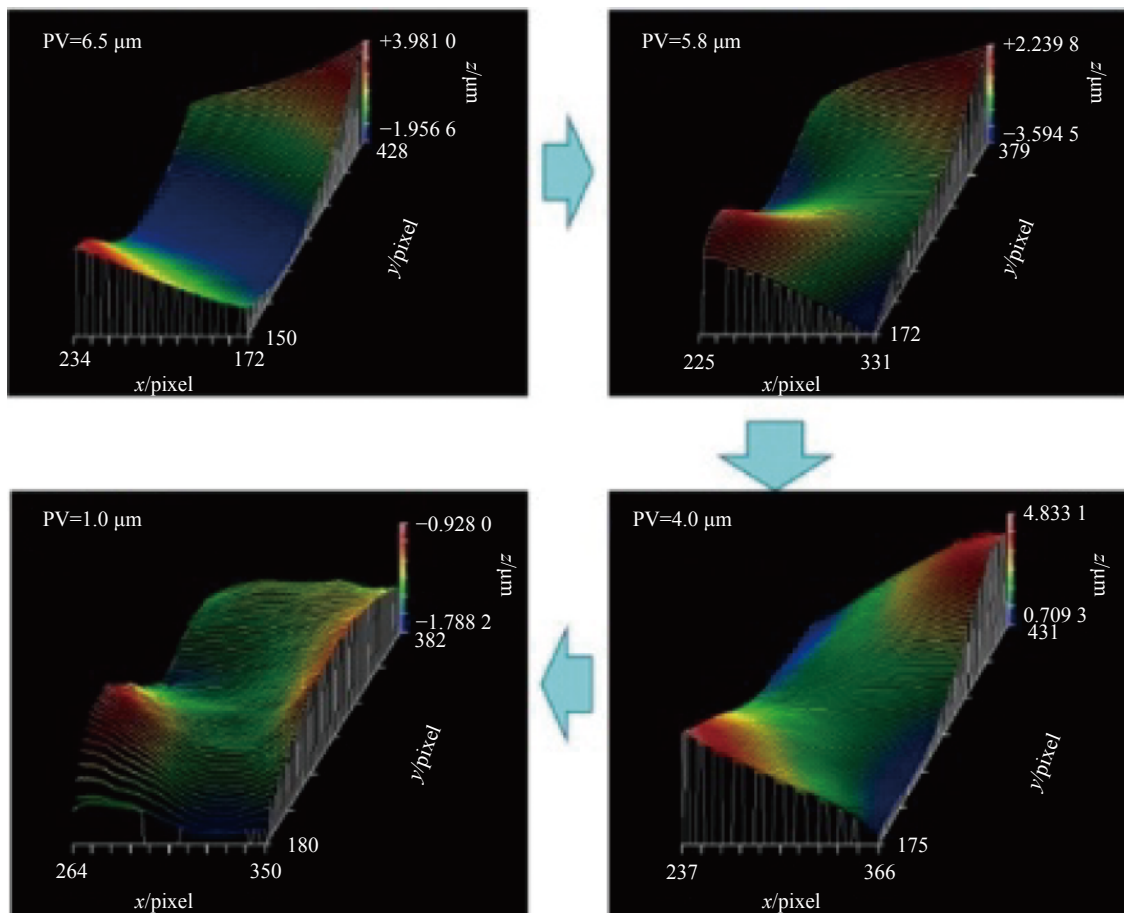 PV=6.5 μm
+3.981 0
z/μm
−1.956 6
428
y/pixel
150
234
172
x/pixel
PV=5.8 μm
+2.239 8
z/μm
−3.594 5
379
y/pixel
172
225
331
x/pixel
PV=1.0 μm
−0.928 0
z/μm
−1.788 2
382
y/pixel
180
264
350
x/pixel
PV=4.0 μm
4.833 1
z/μm
0.709 3
431
y/pixel
175
237
366
x/pixel